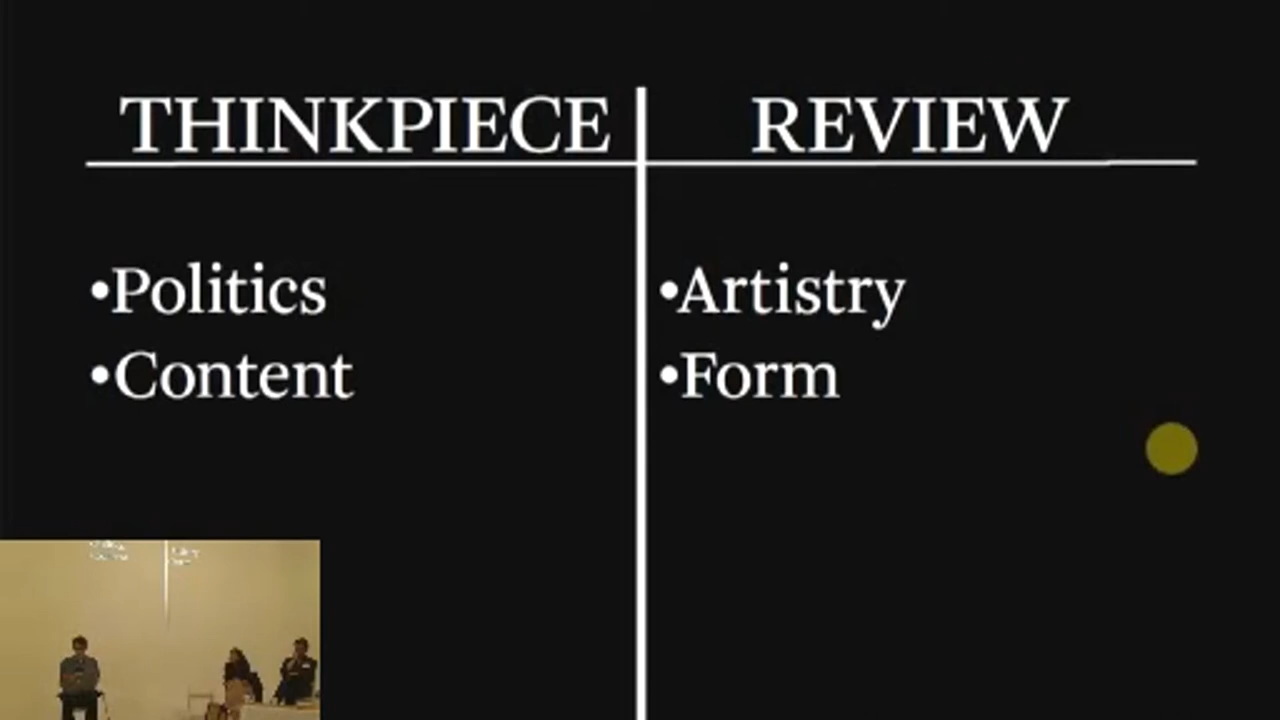 THINKPIECE
REVIEW
•Politics
•Content
•Artistry
•Form